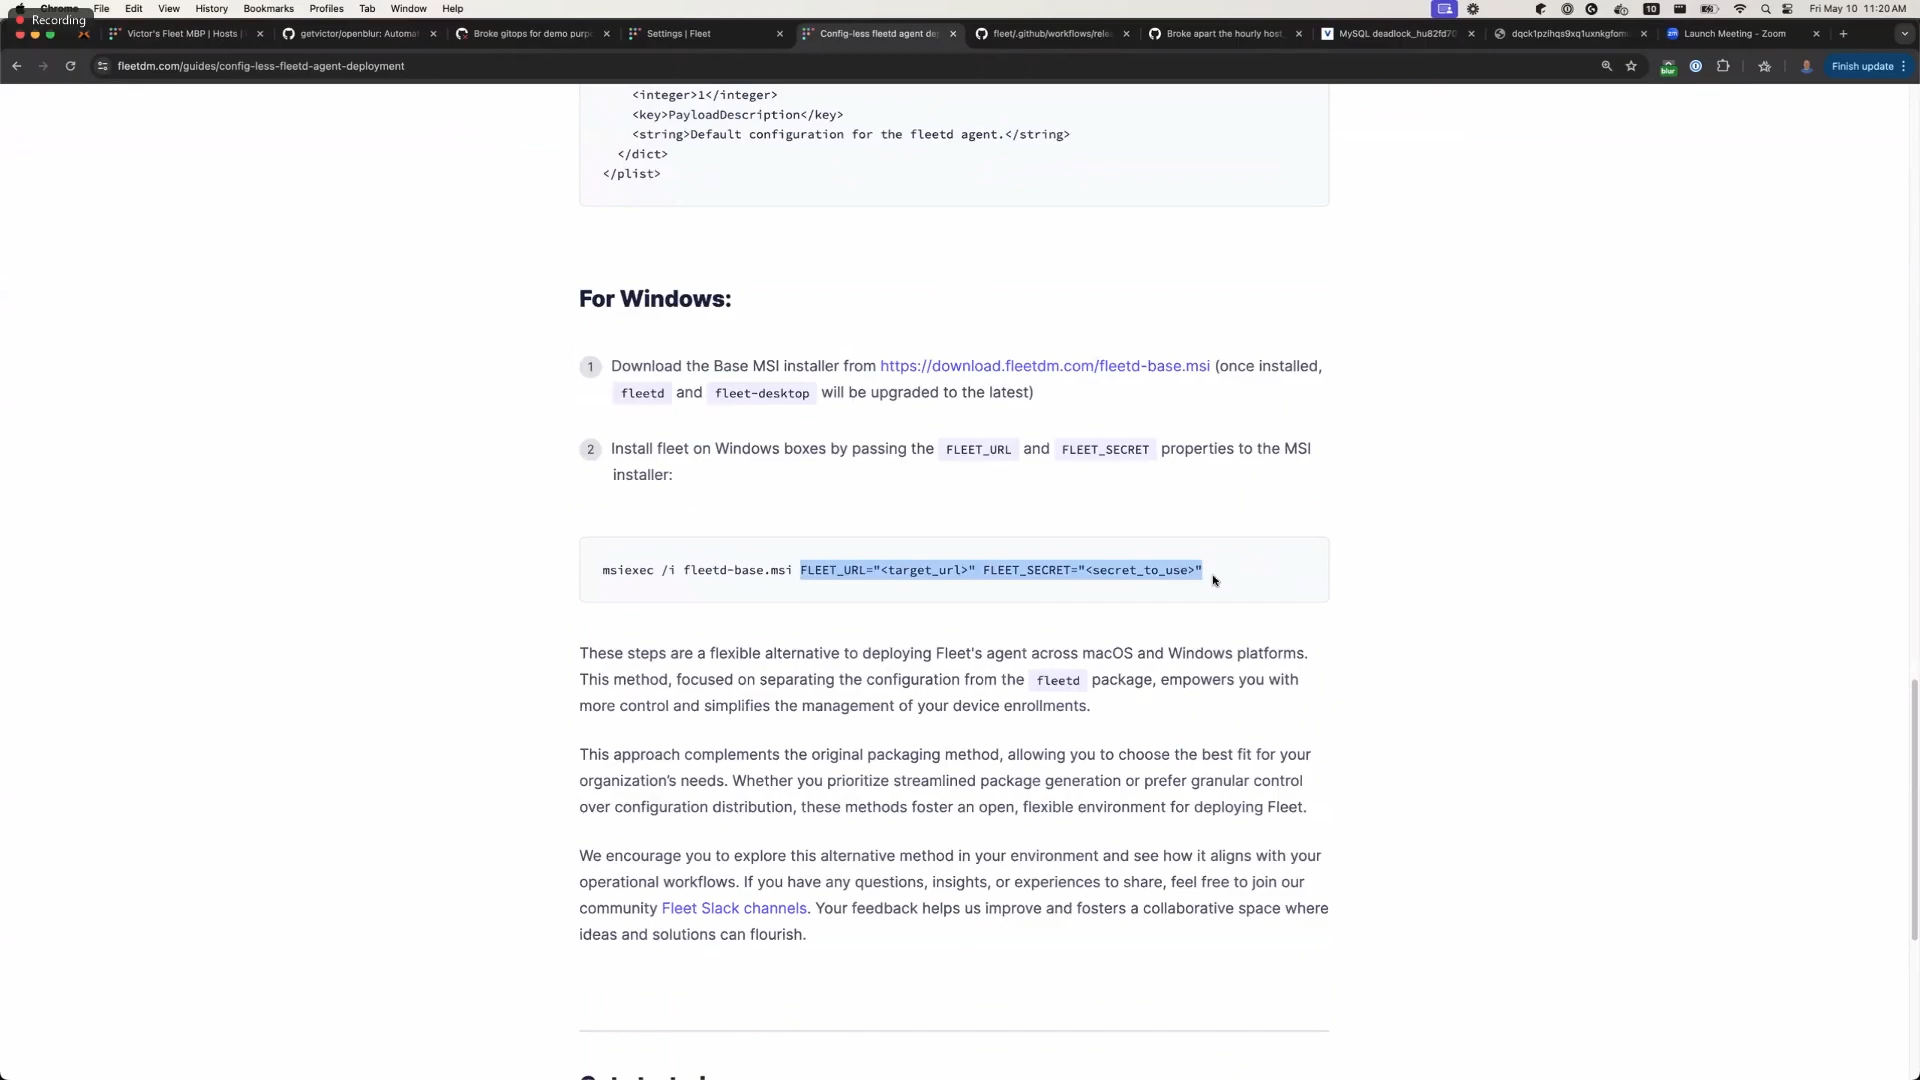 Chrome File Edit View History Bookmarks Profiles Tab Window Help 10 Fri May 10 11:20 AM
Recording
Victor's Fleet MBP | Hosts | getvictor/openblur: Automa Broke gitops for demo purp Settings | Fleet Config-less fleetd agent de fleet/.github/workflows/rele Broke apart the hourly host MySQL deadlock_hu82fd70 Launch Meeting - Zoom
fleetdm.com/guides/config-less-fleetd-agent-deployment blur Finish update
<integer>1</integer>
<key>PayloadDescription</key>
<string>Default configuration for the fleetd agent.</string>
</dict>
</plist>
For Windows:
1 Download the Base MSI installer from https://download.fleetdm.com/fleetd-base.msi (once installed,
fleetd and fleet-desktop will be upgraded to the latest)
2 Install fleet on Windows boxes by passing the FLEET_URL and FLEET_SECRET properties to the MSI
installer:
msiexec /i fleetd-base.msi FLEET_URL="<target_url>" FLEET_SECRET="<secret_to_use>"
These steps are a flexible alternative to deploying Fleet's agent across macOS and Windows platforms.
This method, focused on separating the configuration from the fleetd package, empowers you with
more control and simplifies the management of your device enrollments.
This approach complements the original packaging method, allowing you to choose the best fit for your
organization's needs. Whether you prioritize streamlined package generation or prefer granular control
over configuration distribution, these methods foster an open, flexible environment for deploying Fleet.
We encourage you to explore this alternative method in your environment and see how it aligns with your
operational workflows. If you have any questions, insights, or experiences to share, feel free to join our
community Fleet Slack channels. Your feedback helps us improve and fosters a collaborative space where
ideas and solutions can flourish.